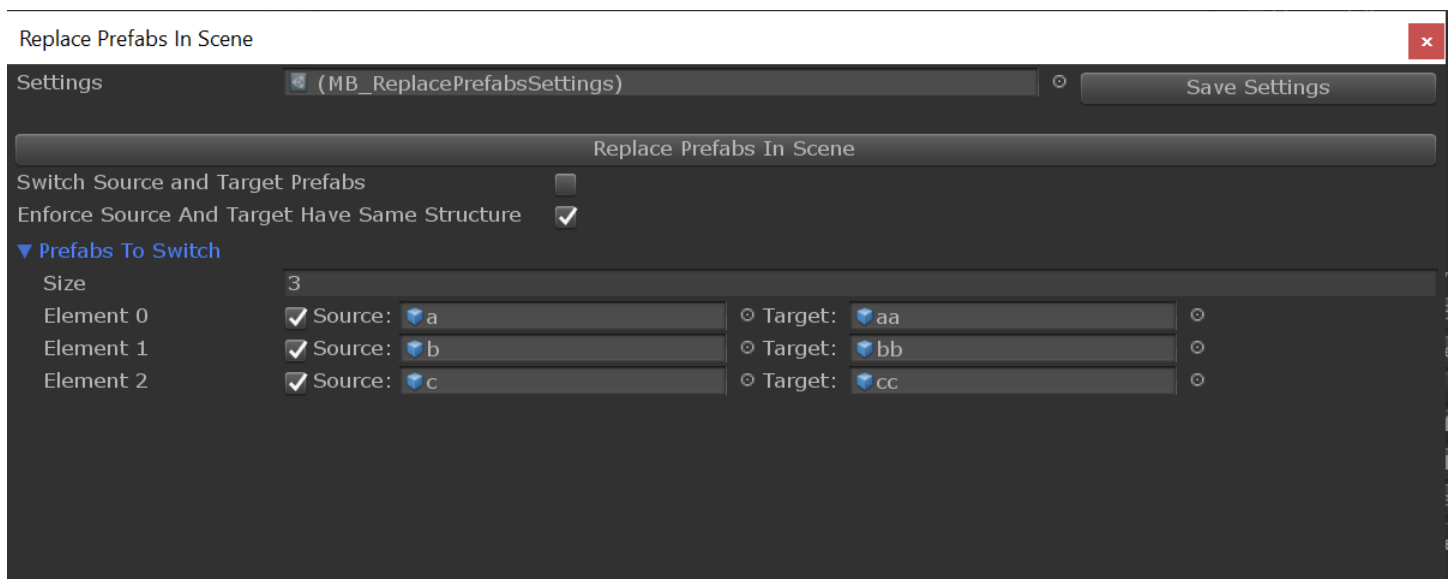 Replace Prefabs In Scene
Settings (MB_ReplacePrefabsSettings) Save Settings
Replace Prefabs In Scene
Switch Source and Target Prefabs
Enforce Source And Target Have Same Structure
Prefabs To Switch
Size 3
Element 0 Source: a Target: aa
Element 1 Source: b Target: bb
Element 2 Source: c Target: cc